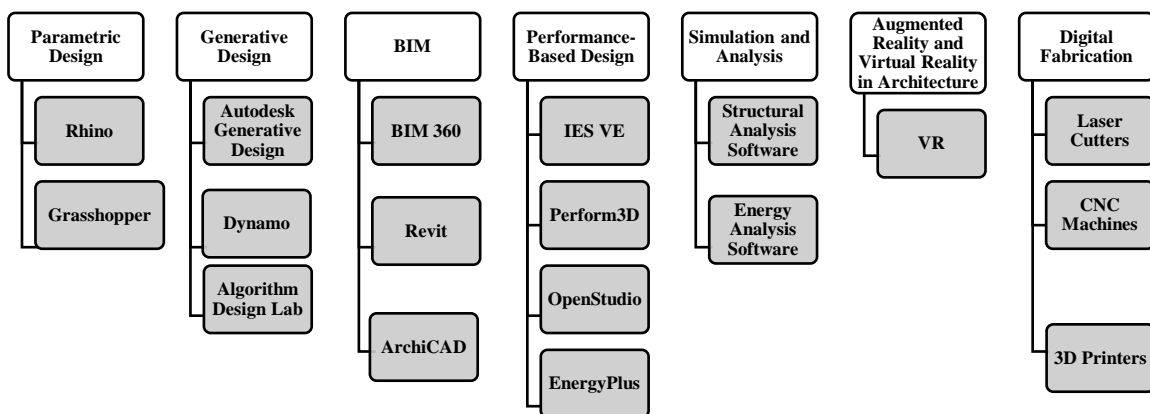 Parametric
Design
Rhino
Grasshopper
Generative
Design
Autodesk
Generative
Design
Dynamo
Algorithm
Design Lab
BIM
BIM 360
Revit
ArchiCAD
Performance-
Based Design
IES VE
Perform3D
OpenStudio
EnergyPlus
Simulation and
Analysis
Structural
Analysis
Software
Energy
Analysis
Software
Augmented
Reality and
Virtual Reality
in Architecture
VR
Digital
Fabrication
Laser
Cutters
CNC
Machines
3D Printers